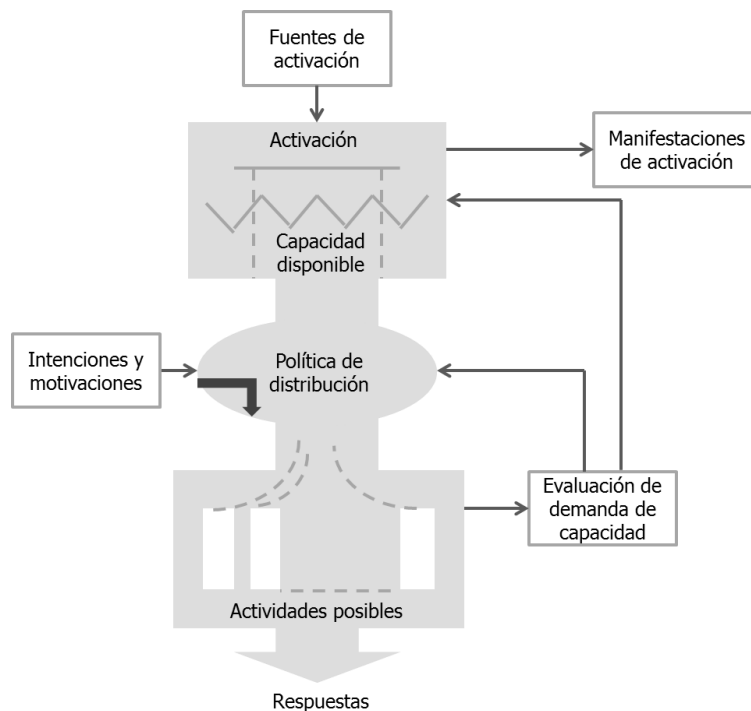 Fuentes de
activación
Activación
Manifestaciones
de activación
Capacidad
disponible
Intenciones y
motivaciones
Política de
distribución
Evaluación de
demanda de
capacidad
Actividades posibles
Respuestas